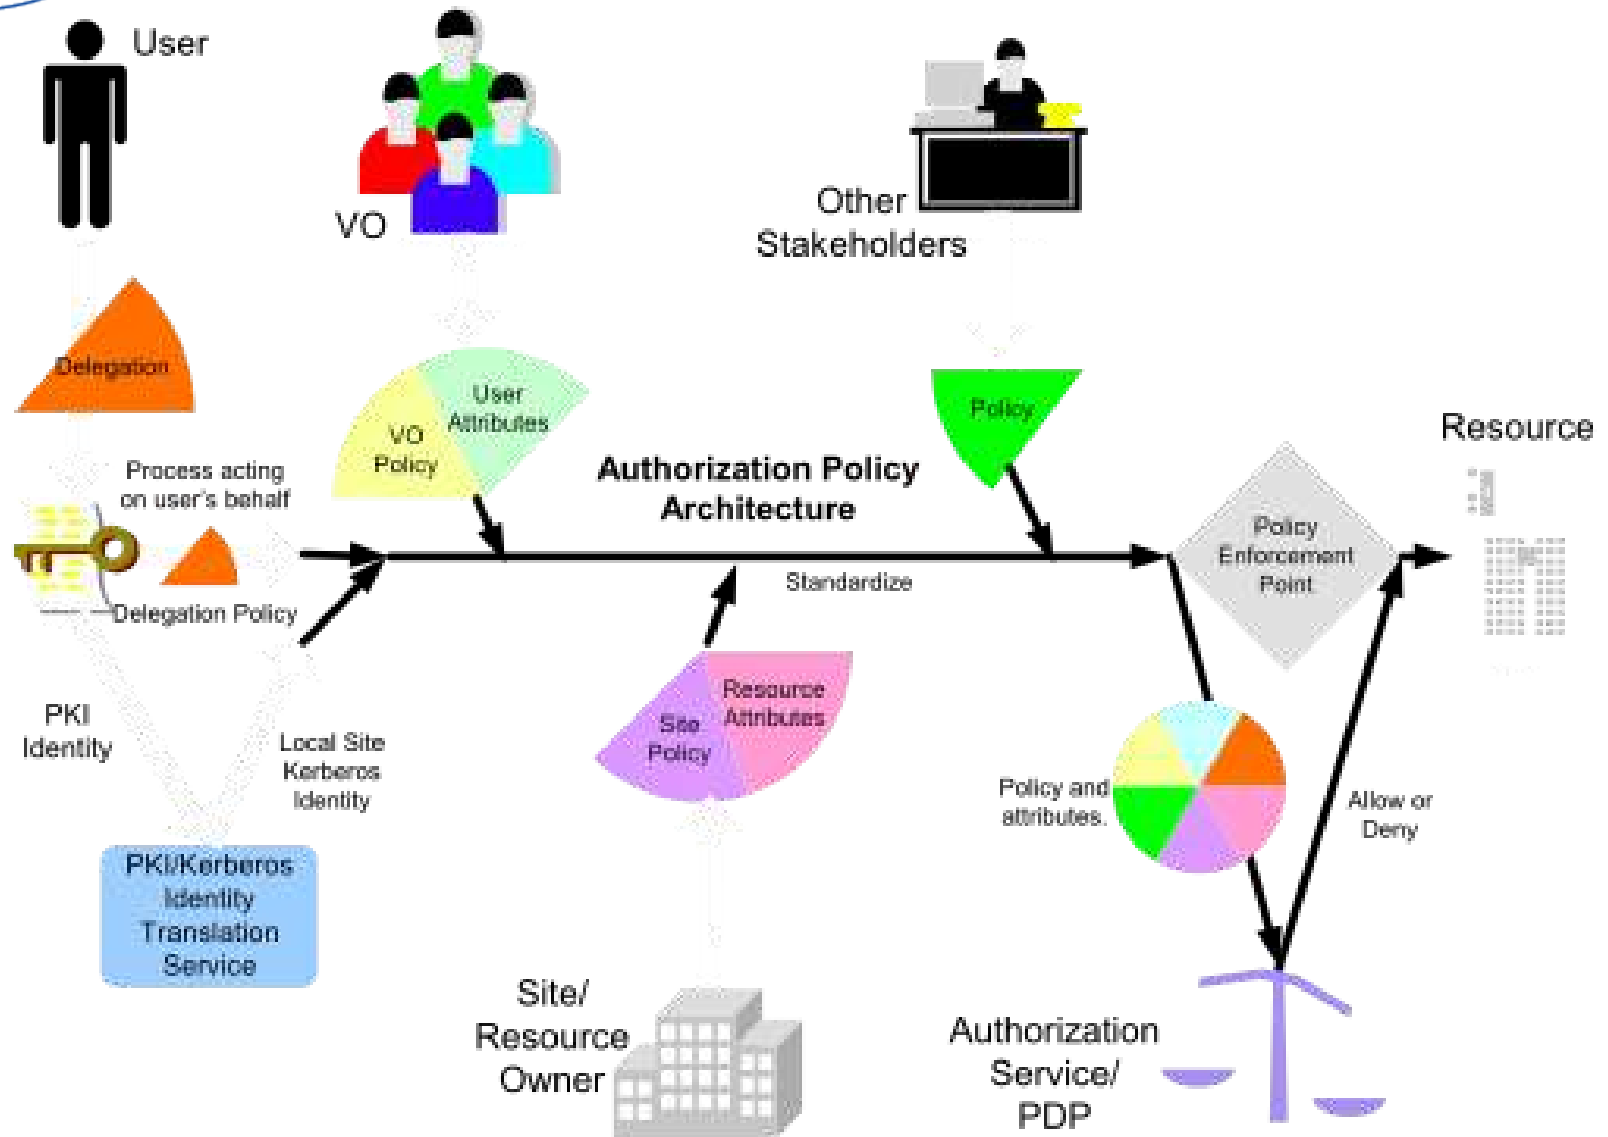 User
VO
Other
Stakeholders
Delegation
User
Attributes
VO
Policy
Policy
Authorization Policy
Architecture
Resource
Process acting
on user's behalf
Policy
Enforcement
Point
Standardize
Delegation Policy
PKI
Identity
Local Site
Kerberos
Identity
Resource
Attributes
Site
Policy
Policy and
attributes.
Allow or
Deny
PKI/Kerberos
Identity
Translation
Service
Site/
Resource
Owner
Authorization
Service/
PDP